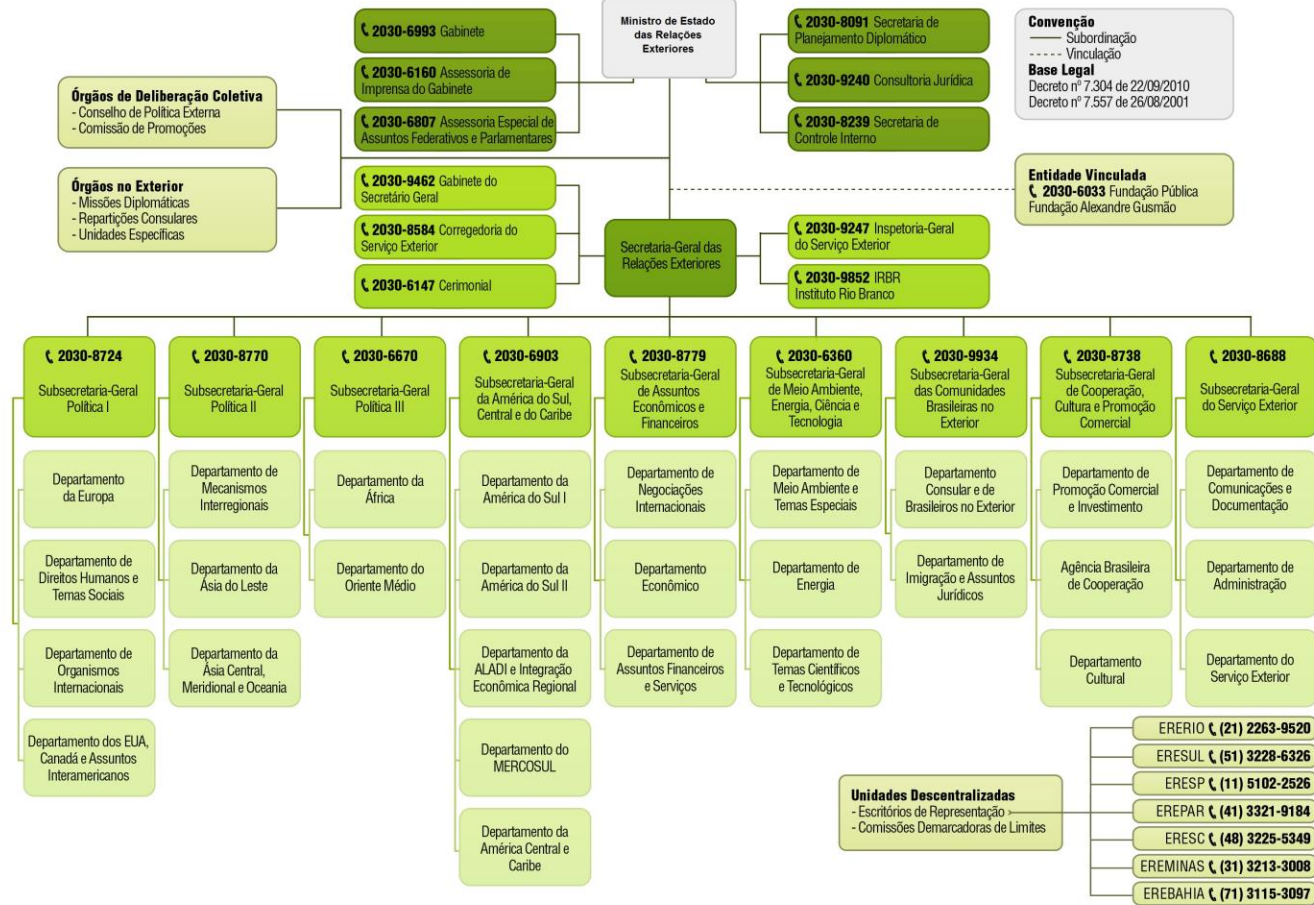 Ministro de Estado
das Relações
Exteriores
2030-6993 Gabinete
2030-6160 Assessoria de
Imprensa do Gabinete
2030-6807 Assessoria Especial de
Assuntos Federativos e Parlamentares
2030-8091 Secretaria de
Planejamento Diplomático
2030-9240 Consultoria Jurídica
2030-8239 Secretaria de
Controle Interno
Convenção
Subordinação
Vinculação
Base Legal
Decreto nº 7.304 de 22/09/2010
Decreto nº 7.557 de 26/08/2001
Órgãos de Deliberação Coletiva
- Conselho de Política Externa
- Comissão de Promoções
Órgãos no Exterior
- Missões Diplomáticas
- Repartições Consulares
- Unidades Específicas
Entidade Vinculada
2030-6033 Fundação Pública
Fundação Alexandre Gusmão
2030-9462 Gabinete do
Secretário Geral
2030-8584 Corregedoria do
Serviço Exterior
2030-6147 Cerimonial
Secretaria-Geral das
Relações Exteriores
2030-9247 Inspetoria-Geral
do Serviço Exterior
2030-9852 IRBR
Instituto Rio Branco
2030-8724
Subsecretaria-Geral
Política I
Departamento
da Europa
Departamento de
Direitos Humanos e
Temas Sociais
Departamento de
Organismos
Internacionais
Departamento dos EUA,
Canadá e Assuntos
Interamericanos
2030-8770
Subsecretaria-Geral
Política II
Departamento de
Mecanismos
Interregionais
Departamento da
Ásia do Leste
Departamento da
Ásia Central,
Meridional e Oceania
2030-6670
Subsecretaria-Geral
Política III
Departamento da
África
Departamento do
Oriente Médio
2030-6903
Subsecretaria-Geral
da América do Sul,
Central e do Caribe
Departamento da
América do Sul I
Departamento da
América do Sul II
Departamento da
ALADI e Integração
Econômica Regional
Departamento do
MERCOSUL
Departamento da
América Central e
Caribe
2030-8779
Subsecretaria-Geral
de Assuntos
Econômicos e
Financeiros
Departamento de
Negociações
Internacionais
Departamento
Econômico
Departamento de
Assuntos Financeiros
e Serviços
2030-6360
Subsecretaria-Geral
de Meio Ambiente,
Energia, Ciência e
Tecnologia
Departamento de
Meio Ambiente e
Temas Especiais
Departamento de
Energia
Departamento de
Temas Científicos
e Tecnológicos
2030-9934
Subsecretaria-Geral
das Comunidades
Brasileiras no
Exterior
Departamento
Consular e de
Brasileiros no Exterior
Departamento de
Imigração e Assuntos
Jurídicos
2030-8738
Subsecretaria-Geral
de Cooperação,
Cultura e Promoção
Comercial
Departamento de
Promoção Comercial
e Investimento
Agência Brasileira
de Cooperação
Departamento
Cultural
2030-8688
Subsecretaria-Geral
do Serviço Exterior
Departamento de
Comunicações e
Documentação
Departamento de
Administração
Departamento do
Serviço Exterior
Unidades Descentralizadas
- Escritórios de Representação
- Comissões Demarcadoras de Limites
ERERIO (21) 2263-9520
ERESUL (51) 3228-6326
ERESP (11) 5102-2526
EREPAR (41) 3321-9184
ERESC (48) 3225-5349
EREMINAS (31) 3213-3008
EREBAHIA (71) 3115-3097